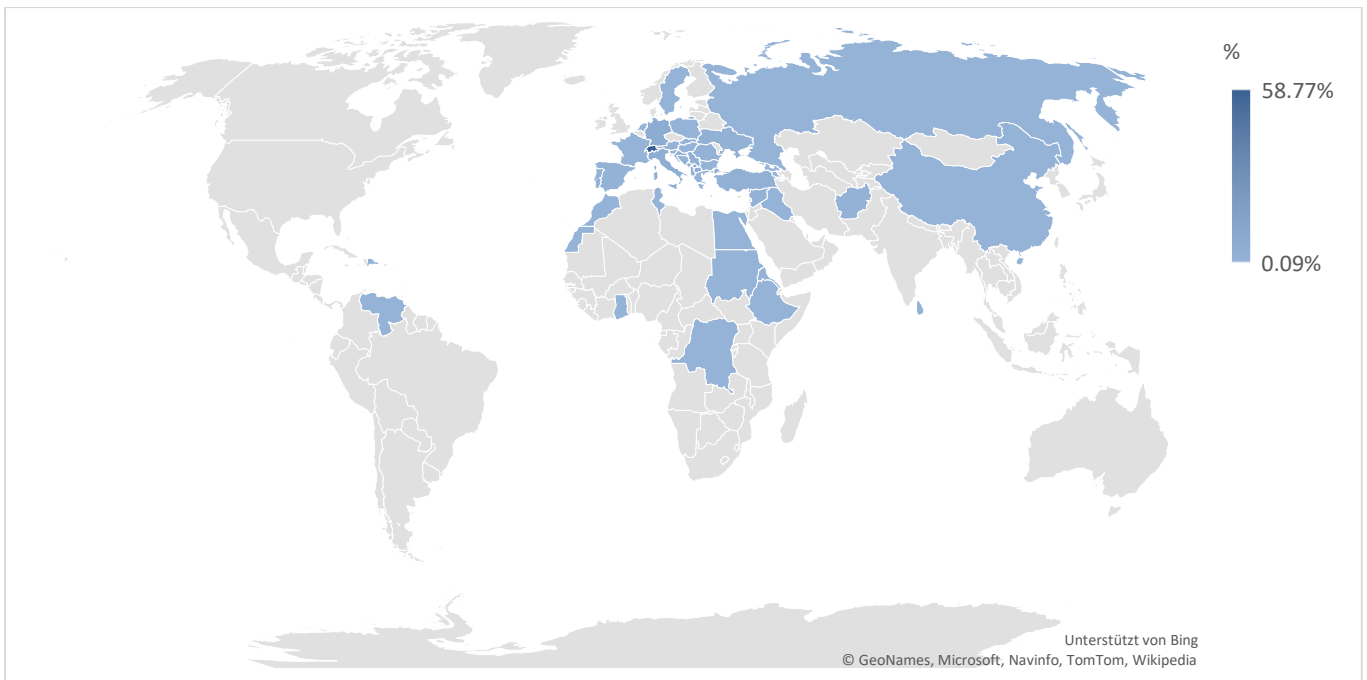 %
58.77%
0.09%
Unterstützt von Bing
© GeoNames, Microsoft, Navinfo, TomTom, Wikipedia